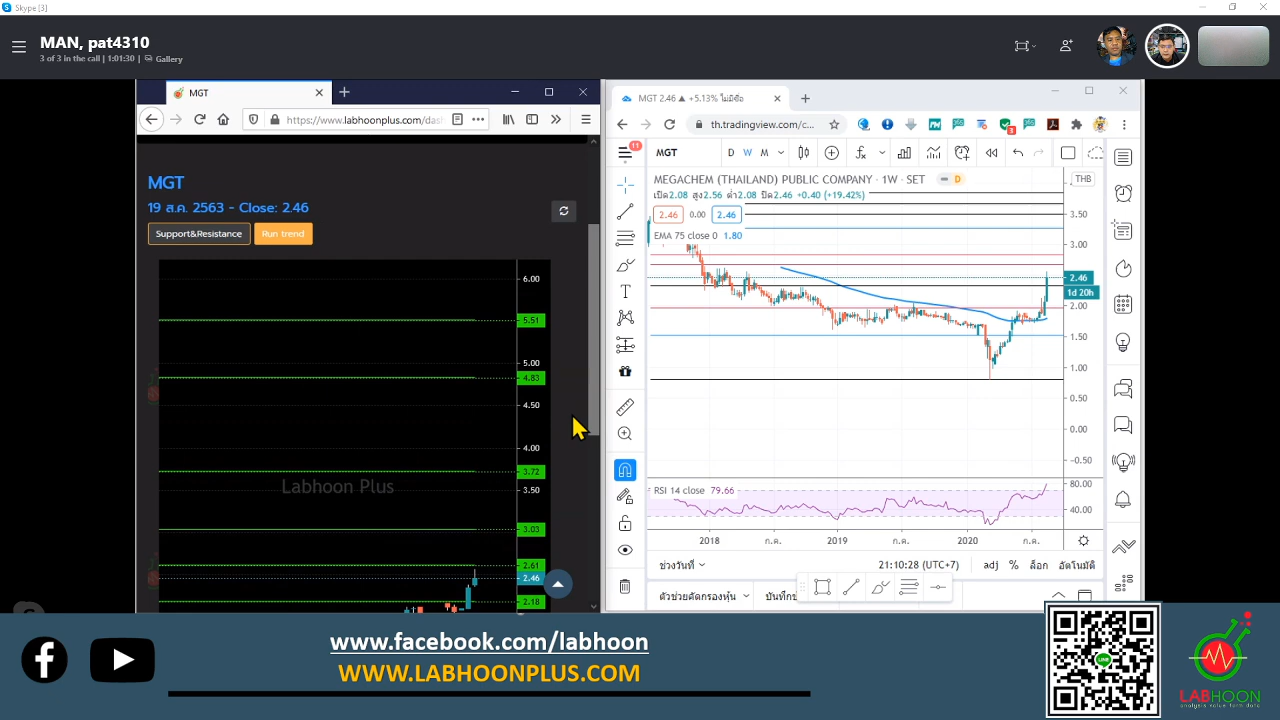 Skype [3]
MAN, pat4310
3 of 3 in the call | 1:01:30 | Gallery
MGT
https://www.labhoonplus.com/das
MGT
19 ส.ค. 2563 - Close: 2.46
Support&Resistance
Run trend
6.00
5.51
5.00
4.83
4.50
4.00
3.72
3.50
3.03
2.61
2.46
2.18
Labhoon Plus
MGT 2.46 ▲ +5.13% ไม่มีชื่อ
th.tradingview.com/c...
11
3
MGT
D
W
M
MEGACHEM (THAILAND) PUBLIC COMPANY · 1W · SET
D
THB
เปิด2.08 สูง2.56 ต่ำ2.08 ปิด2.46 +0.40 (+19.42%)
2.46
0.00
2.46
EMA 75 close 0 1.80
3.50
3.00
2.46
1d 20h
2.00
1.50
1.00
0.50
0.00
−0.50
RSI 14 close 79.66
80.00
40.00
2018
ก.ค.
2019
ก.ค.
2020
ก.ค.
ช่วงวันที่
21:10:28 (UTC+7)
adj
%
ล็อก
อัตโนมัติ
ตัวช่วยคัดกรองหุ้น
www.facebook.com/labhoon
WWW.LABHOONPLUS.COM
LINE
LABHOON
analysis value form data